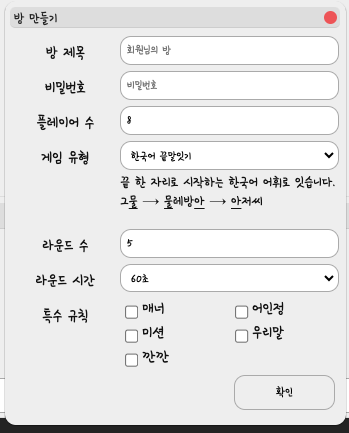 방 만들기
방 제목 회원님의 방
비밀번호 비밀번호
플레이어 수 8
게임 유형 한국어 끝말잇기
끝 한 자리로 시작하는 한국어 어휘로 잇습니다.
그물 → 물레방아 → 아저씨
라운드 수 5
라운드 시간 60초
특수 규칙 매너 어인정
미션 우리말
깐깐
확인